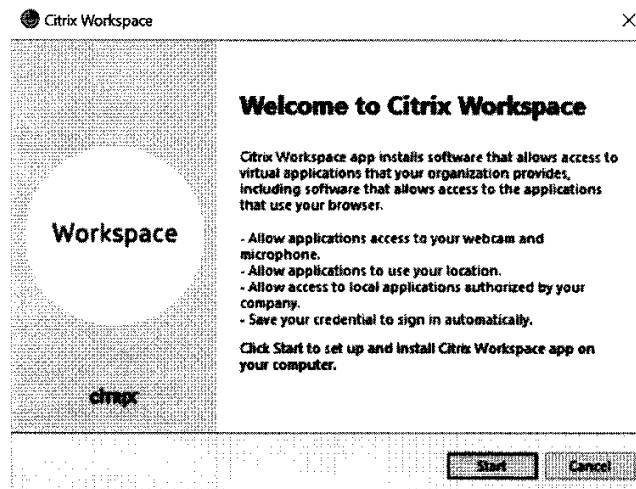 Citrix Workspace
Welcome to Citrix Workspace
Citrix Workspace app installs software that allows access to
virtual applications that your organization provides,
including software that allows access to the applications
that use your browser.
- Allow applications access to your webcam and
microphone.
- Allow applications to use your location.
- Allow access to local applications authorized by your
company.
- Save your credential to sign in automatically.
Click Start to set up and install Citrix Workspace app on
your computer.
Workspace
citrix
Start
Cancel